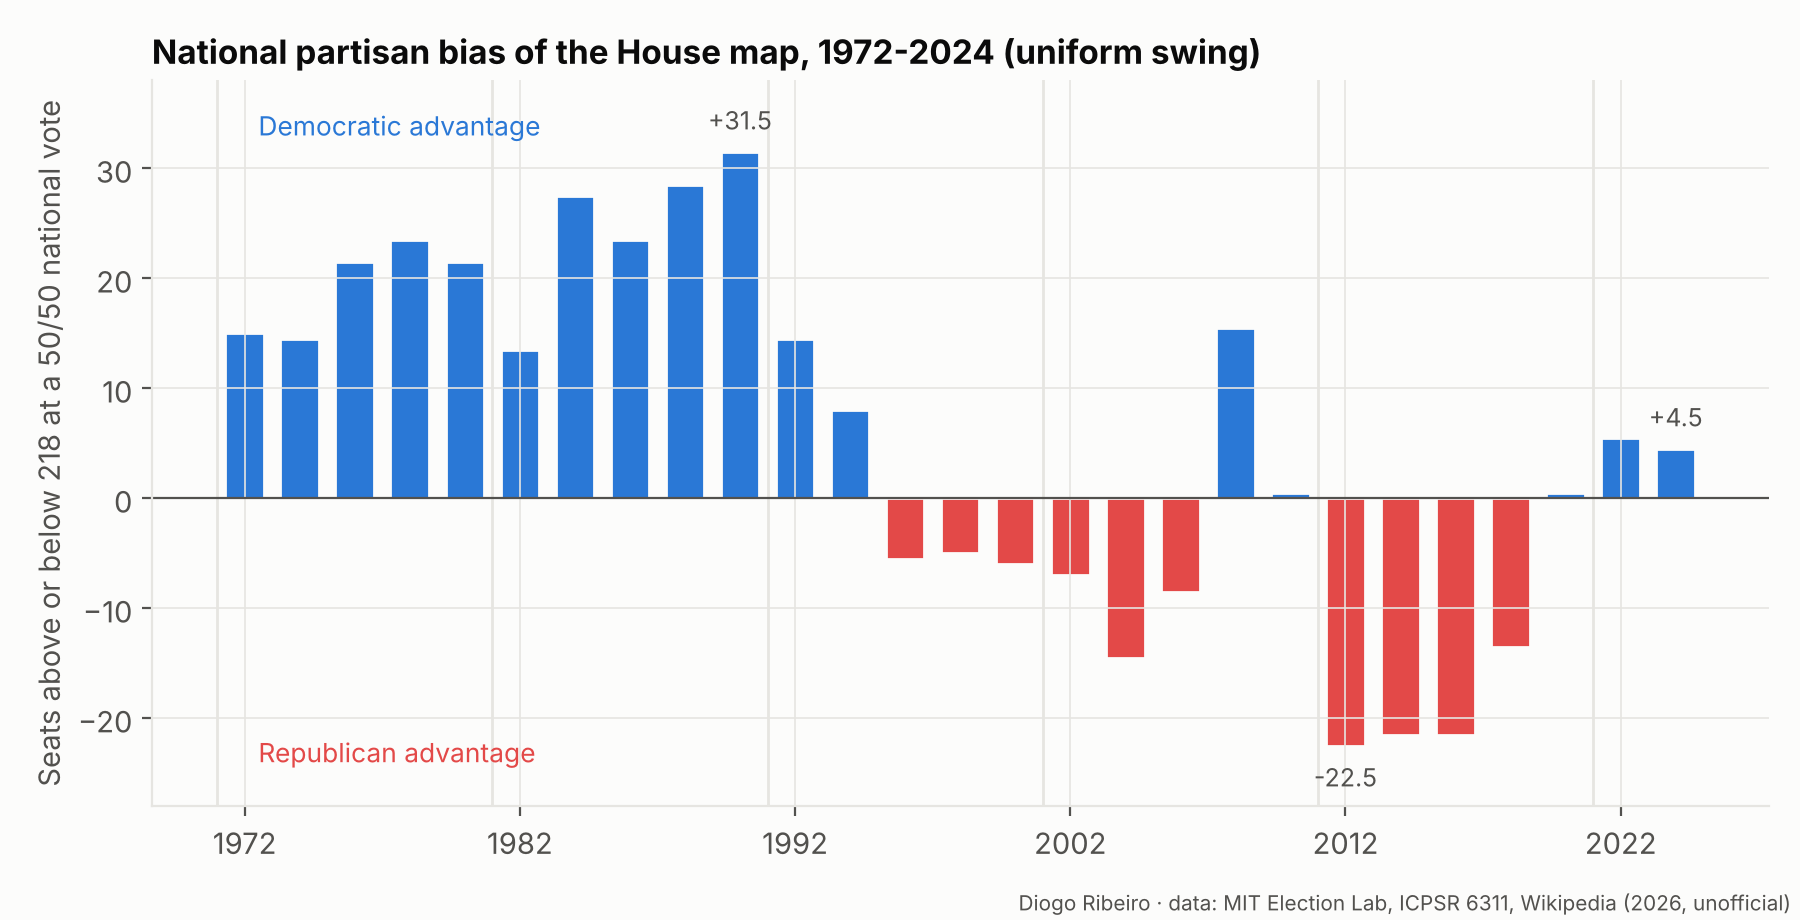 National partisan bias of the House map, 1972-2024 (uniform swing)
Seats above or below 218 at a 50/50 national vote
Democratic advantage
+31.5
30
20
10
+4.5
0
−10
−20
Republican advantage
-22.5
1972 1982 1992 2002 2012 2022
Diogo Ribeiro · data: MIT Election Lab, ICPSR 6311, Wikipedia (2026, unofficial)